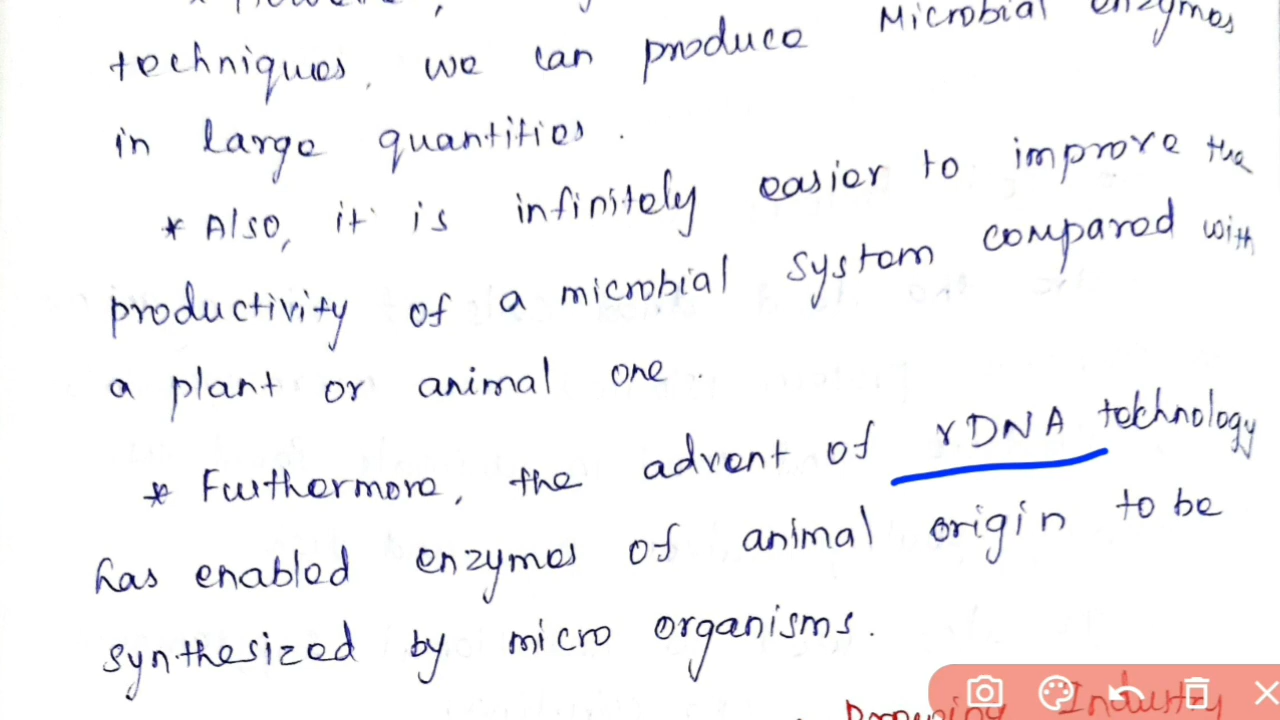 techniques, we can produce Microbial enzymes
in large quantities.
* Also, it is infinitely easier to improve the
productivity of a microbial system compared with
a plant or animal one.
* Furthermore, the advent of rDNA technology
has enabled enzymes of animal origin to be
synthesized by micro organisms.
Industry